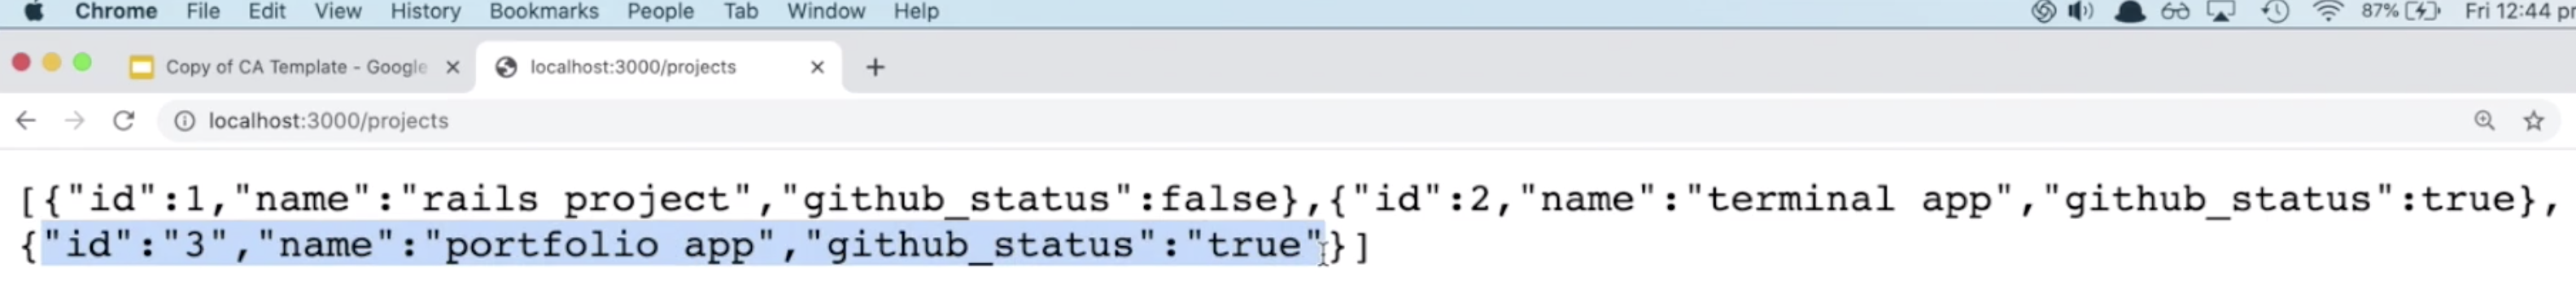 Chrome File Edit View History Bookmarks People Tab Window Help 87% Fri 12:44
Copy of CA Template - Google localhost:3000/projects
localhost:3000/projects
[{"id":1,"name":"rails project","github_status":false},{"id":2,"name":"terminal app","github_status":true},
{"id":"3","name":"portfolio app","github_status":"true"}]